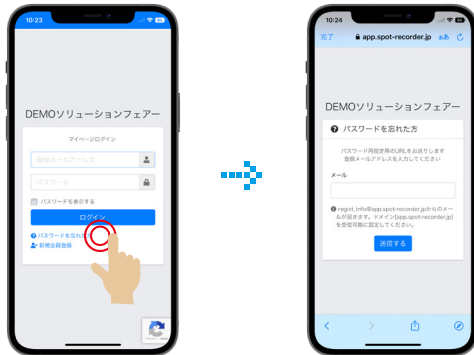 10:23
DEMOソリューションフェアー
マイページログイン
登録メールアドレス
パスワード
パスワードを表示する
ログイン
パスワードを忘れた
新規会員登録
10:24
完了
app.spot-recorder.jp
ぁあ
DEMOソリューションフェアー
パスワードを忘れた方
パスワード再設定用のURLをお送りします
登録メールアドレスを入力してください
メール
regist_info@app.spot-recorder.jpからのメー
ルが届きます。ドメイン[app.spot-recorder.jp]
を受信可能に設定してください。
送信する